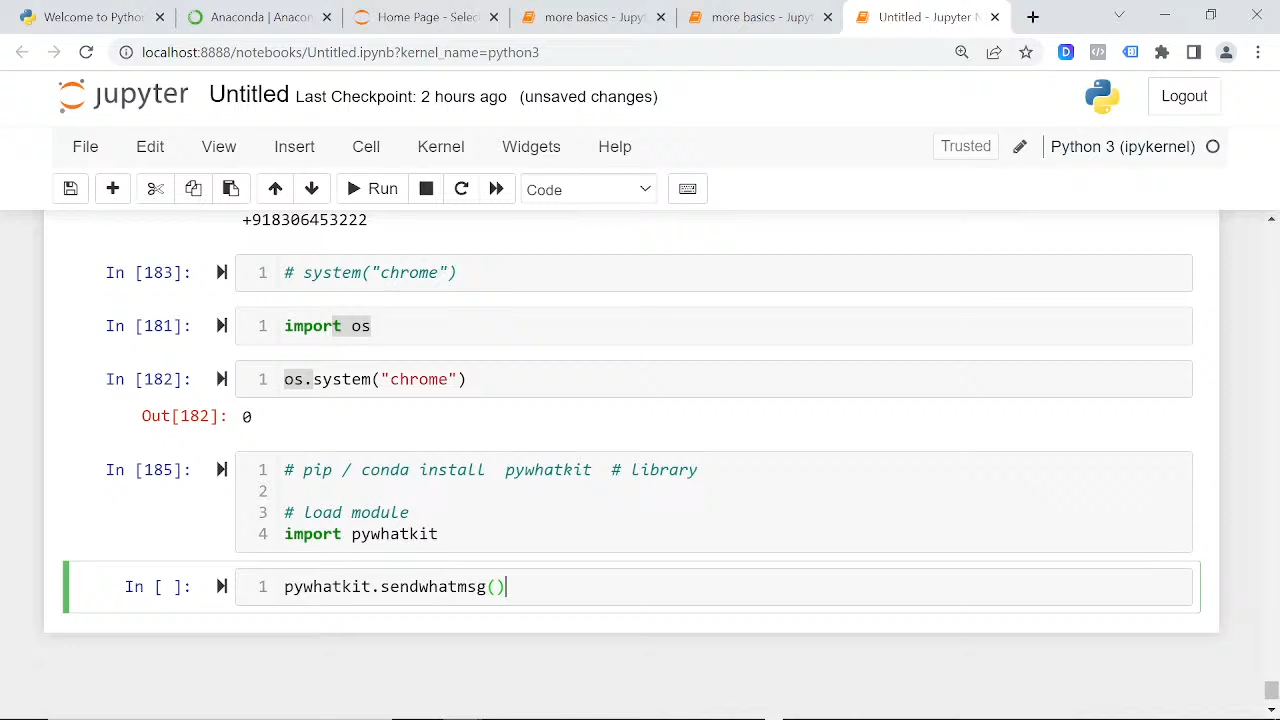 Welcome to Python
Anaconda | Anacon
Home Page - Select
more basics - Jupyt
more basics - Jupyt
Untitled - Jupyter N
localhost:8888/notebooks/Untitled.ipynb?kernel_name=python3
jupyter Untitled Last Checkpoint: 2 hours ago (unsaved changes)
Logout
File Edit View Insert Cell Kernel Widgets Help
Trusted Python 3 (ipykernel)
Run Code
+918306453222
In [183]: 1 # system("chrome")
In [181]: 1 import os
In [182]: 1 os.system("chrome")
Out[182]: 0
In [185]: 1 # pip / conda install pywhatkit # library
2
3 # load module
4 import pywhatkit
In [ ]: 1 pywhatkit.sendwhatmsg()